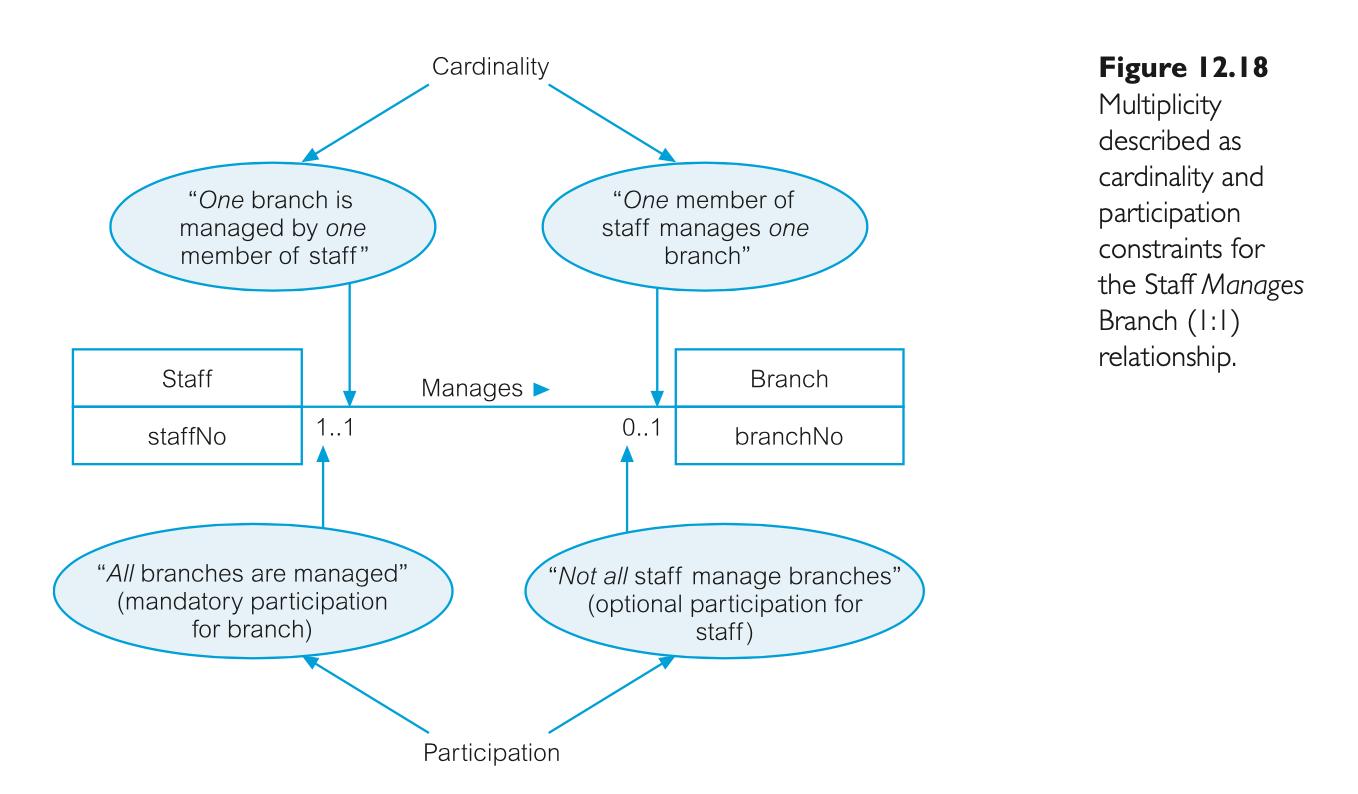 Cardinality
“One branch is
managed by one
member of staff”
“One member of
staff manages one
branch”
Staff
staffNo
1..1
Manages
0..1
Branch
branchNo
“All branches are managed”
(mandatory participation
for branch)
“Not all staff manage branches”
(optional participation for
staff)
Participation
Figure 12.18
Multiplicity
described as
cardinality and
participation
constraints for
the Staff Manages
Branch (1:1)
relationship.